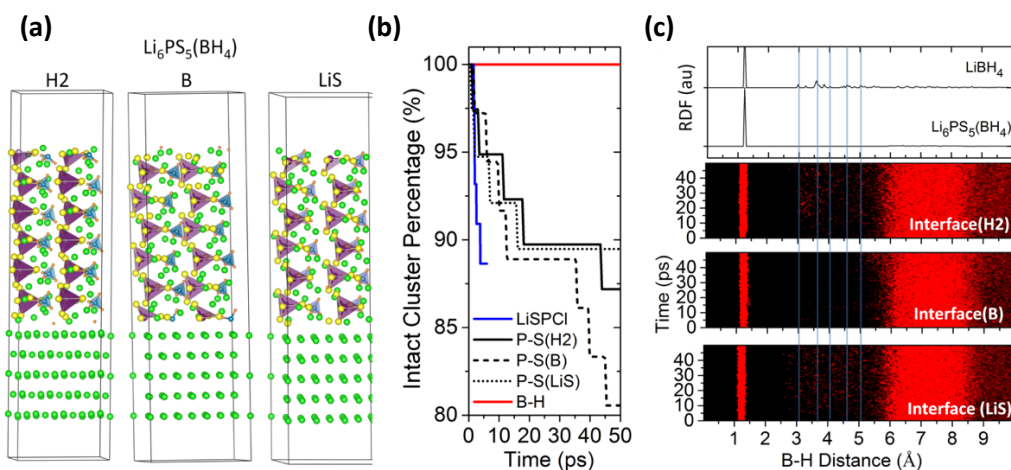 (a)
Li₆PS₅(BH₄)
H2 B LiS
(b)
Intact Cluster Percentage (%)
100
95
90
85
80
LiSPCl
P-S(H2)
P-S(B)
P-S(LiS)
B-H
0 10 20 30 40 50
Time (ps)
(c)
RDF (au)
LiBH₄
Li₆PS₅(BH₄)
Time (ps)
40
30
20
10
0
Interface(H2)
40
30
20
10
0
Interface(B)
40
30
20
10
0
Interface (LiS)
1 2 3 4 5 6 7 8 9
B-H Distance (Å)